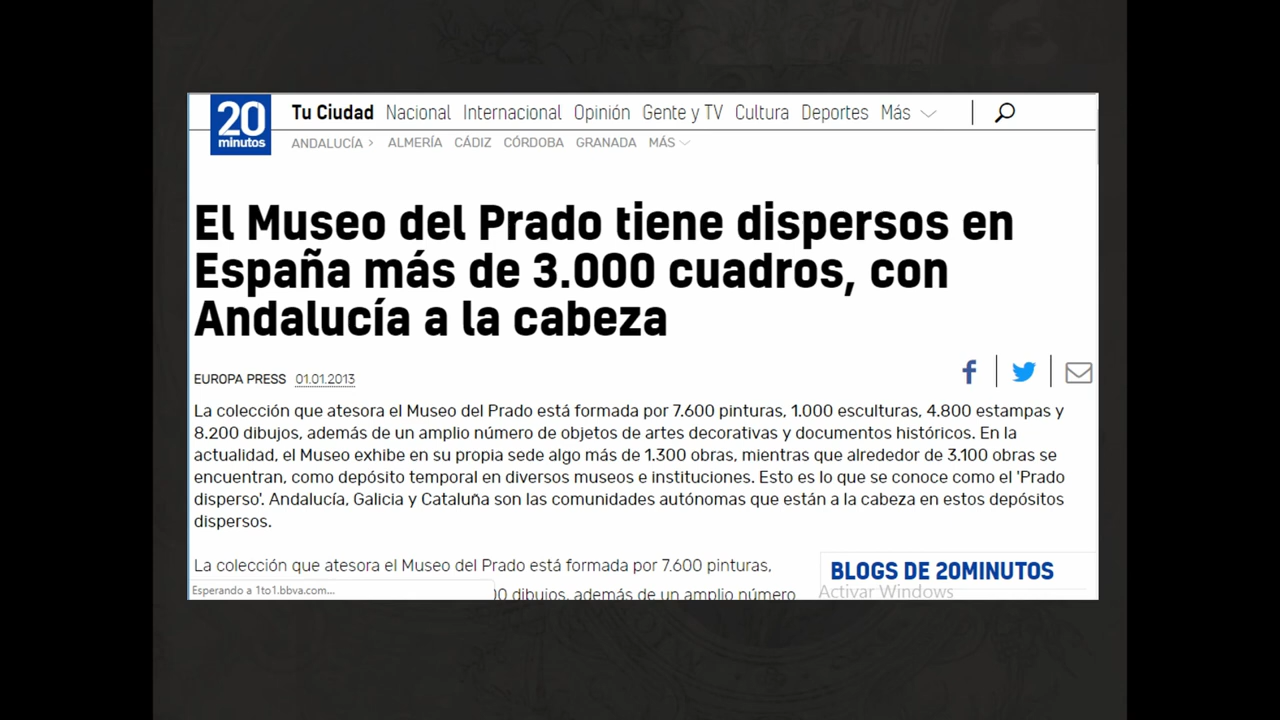 20
minutos
Tu Ciudad Nacional Internacional Opinión Gente y TV Cultura Deportes Más
ANDALUCÍA > ALMERÍA CÁDIZ CÓRDOBA GRANADA MÁS
El Museo del Prado tiene dispersos en
España más de 3.000 cuadros, con
Andalucía a la cabeza
EUROPA PRESS 01.01.2013
La colección que atesora el Museo del Prado está formada por 7.600 pinturas, 1.000 esculturas, 4.800 estampas y
8.200 dibujos, además de un amplio número de objetos de artes decorativas y documentos históricos. En la
actualidad, el Museo exhibe en su propia sede algo más de 1.300 obras, mientras que alrededor de 3.100 obras se
encuentran, como depósito temporal en diversos museos e instituciones. Esto es lo que se conoce como el 'Prado
disperso'. Andalucía, Galicia y Cataluña son las comunidades autónomas que están a la cabeza en estos depósitos
dispersos.
La colección que atesora el Museo del Prado está formada por 7.600 pinturas,
dibujos, además de un amplio número
BLOGS DE 20MINUTOS
Activar Windows
Esperando a 1to1.bbva.com...